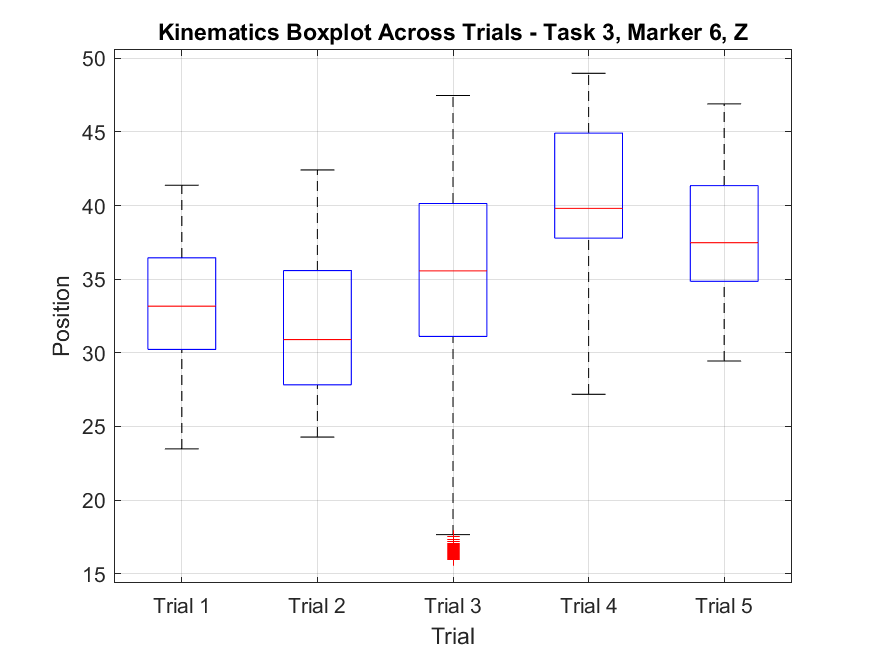 Kinematics Boxplot Across Trials - Task 3, Marker 6, Z
50
45
40
35
30
25
20
15
Position
Trial 1 Trial 2 Trial 3 Trial 4 Trial 5
Trial